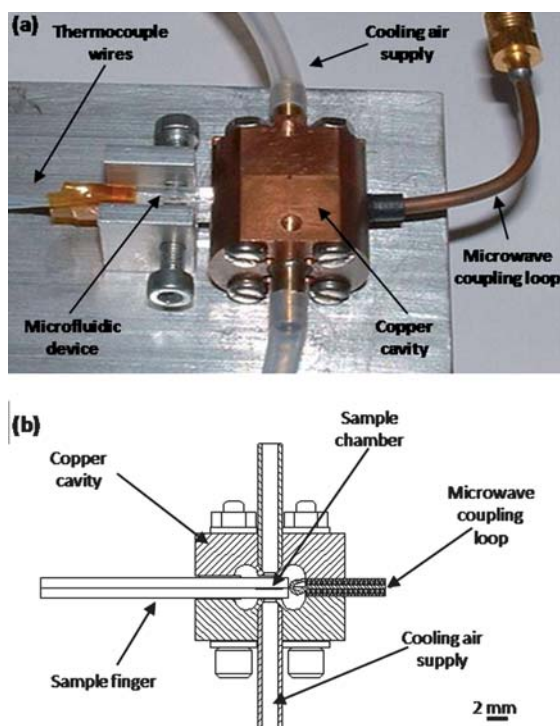 (a)
Thermocouple
wires
Cooling air
supply
Microwave
coupling loop
Microfluidic
device
Copper
cavity
(b)
Sample
chamber
Copper
cavity
Microwave
coupling
loop
Sample finger
Cooling air
supply
2 mm